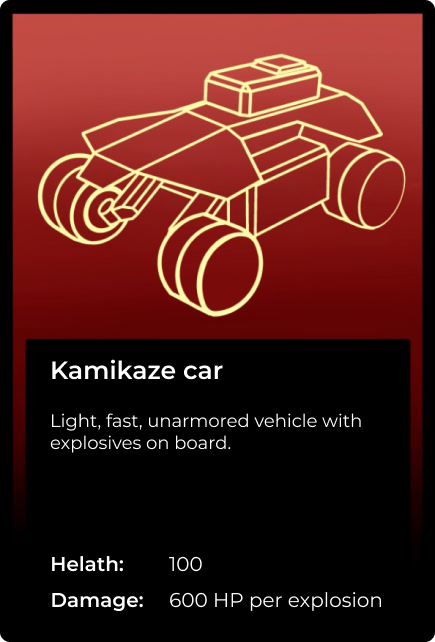 Kamikaze car
Light, fast, unarmored vehicle with
explosives on board.
Helath: 100
Damage: 600 HP per explosion